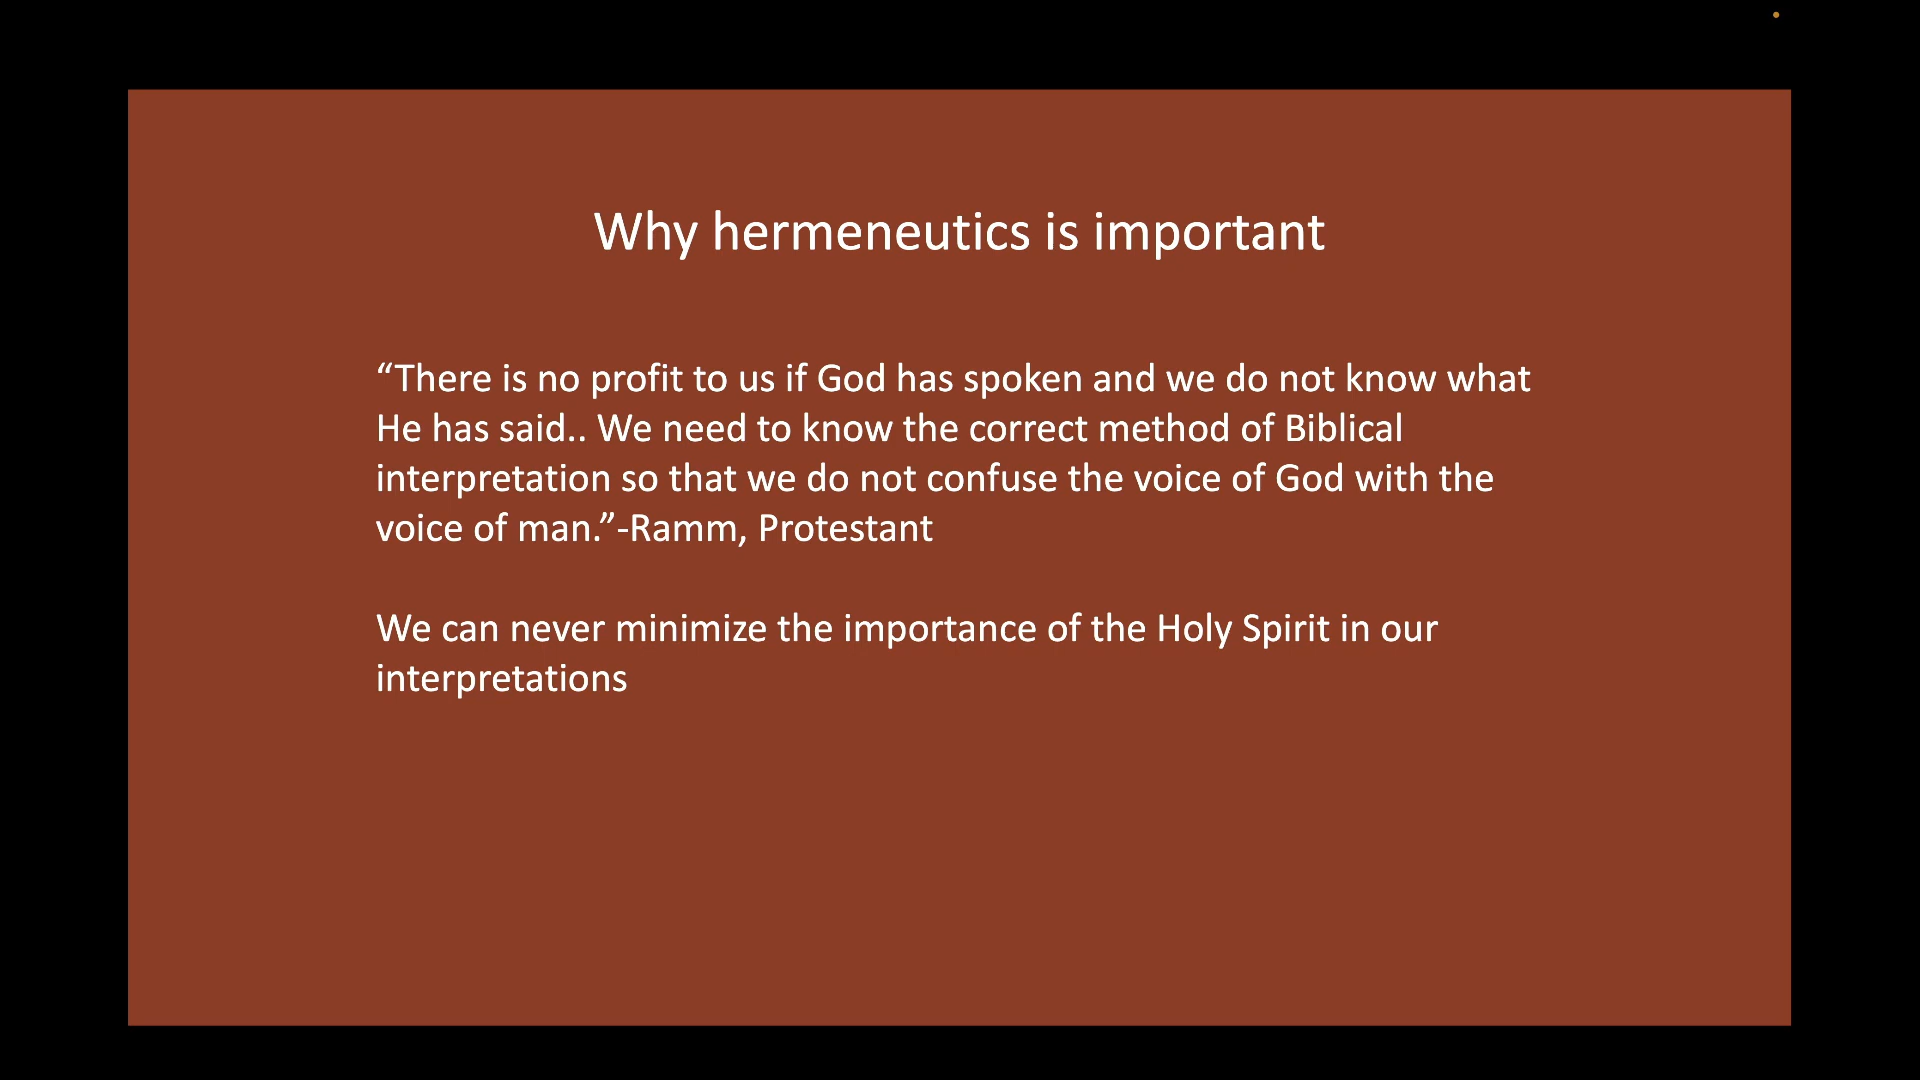 Why hermeneutics is important
“There is no profit to us if God has spoken and we do not know what
He has said.. We need to know the correct method of Biblical
interpretation so that we do not confuse the voice of God with the
voice of man.”-Ramm, Protestant
We can never minimize the importance of the Holy Spirit in our
interpretations